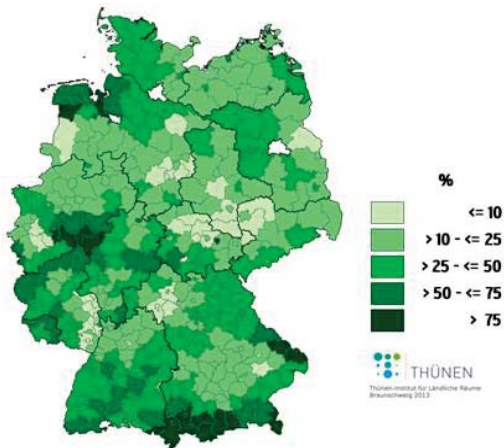 %
<= 10
> 10 - <= 25
> 25 - <= 50
> 50 - <= 75
> 75
THÜNEN
Thünen-Institut für Ländliche Räume
Braunschweig 2013